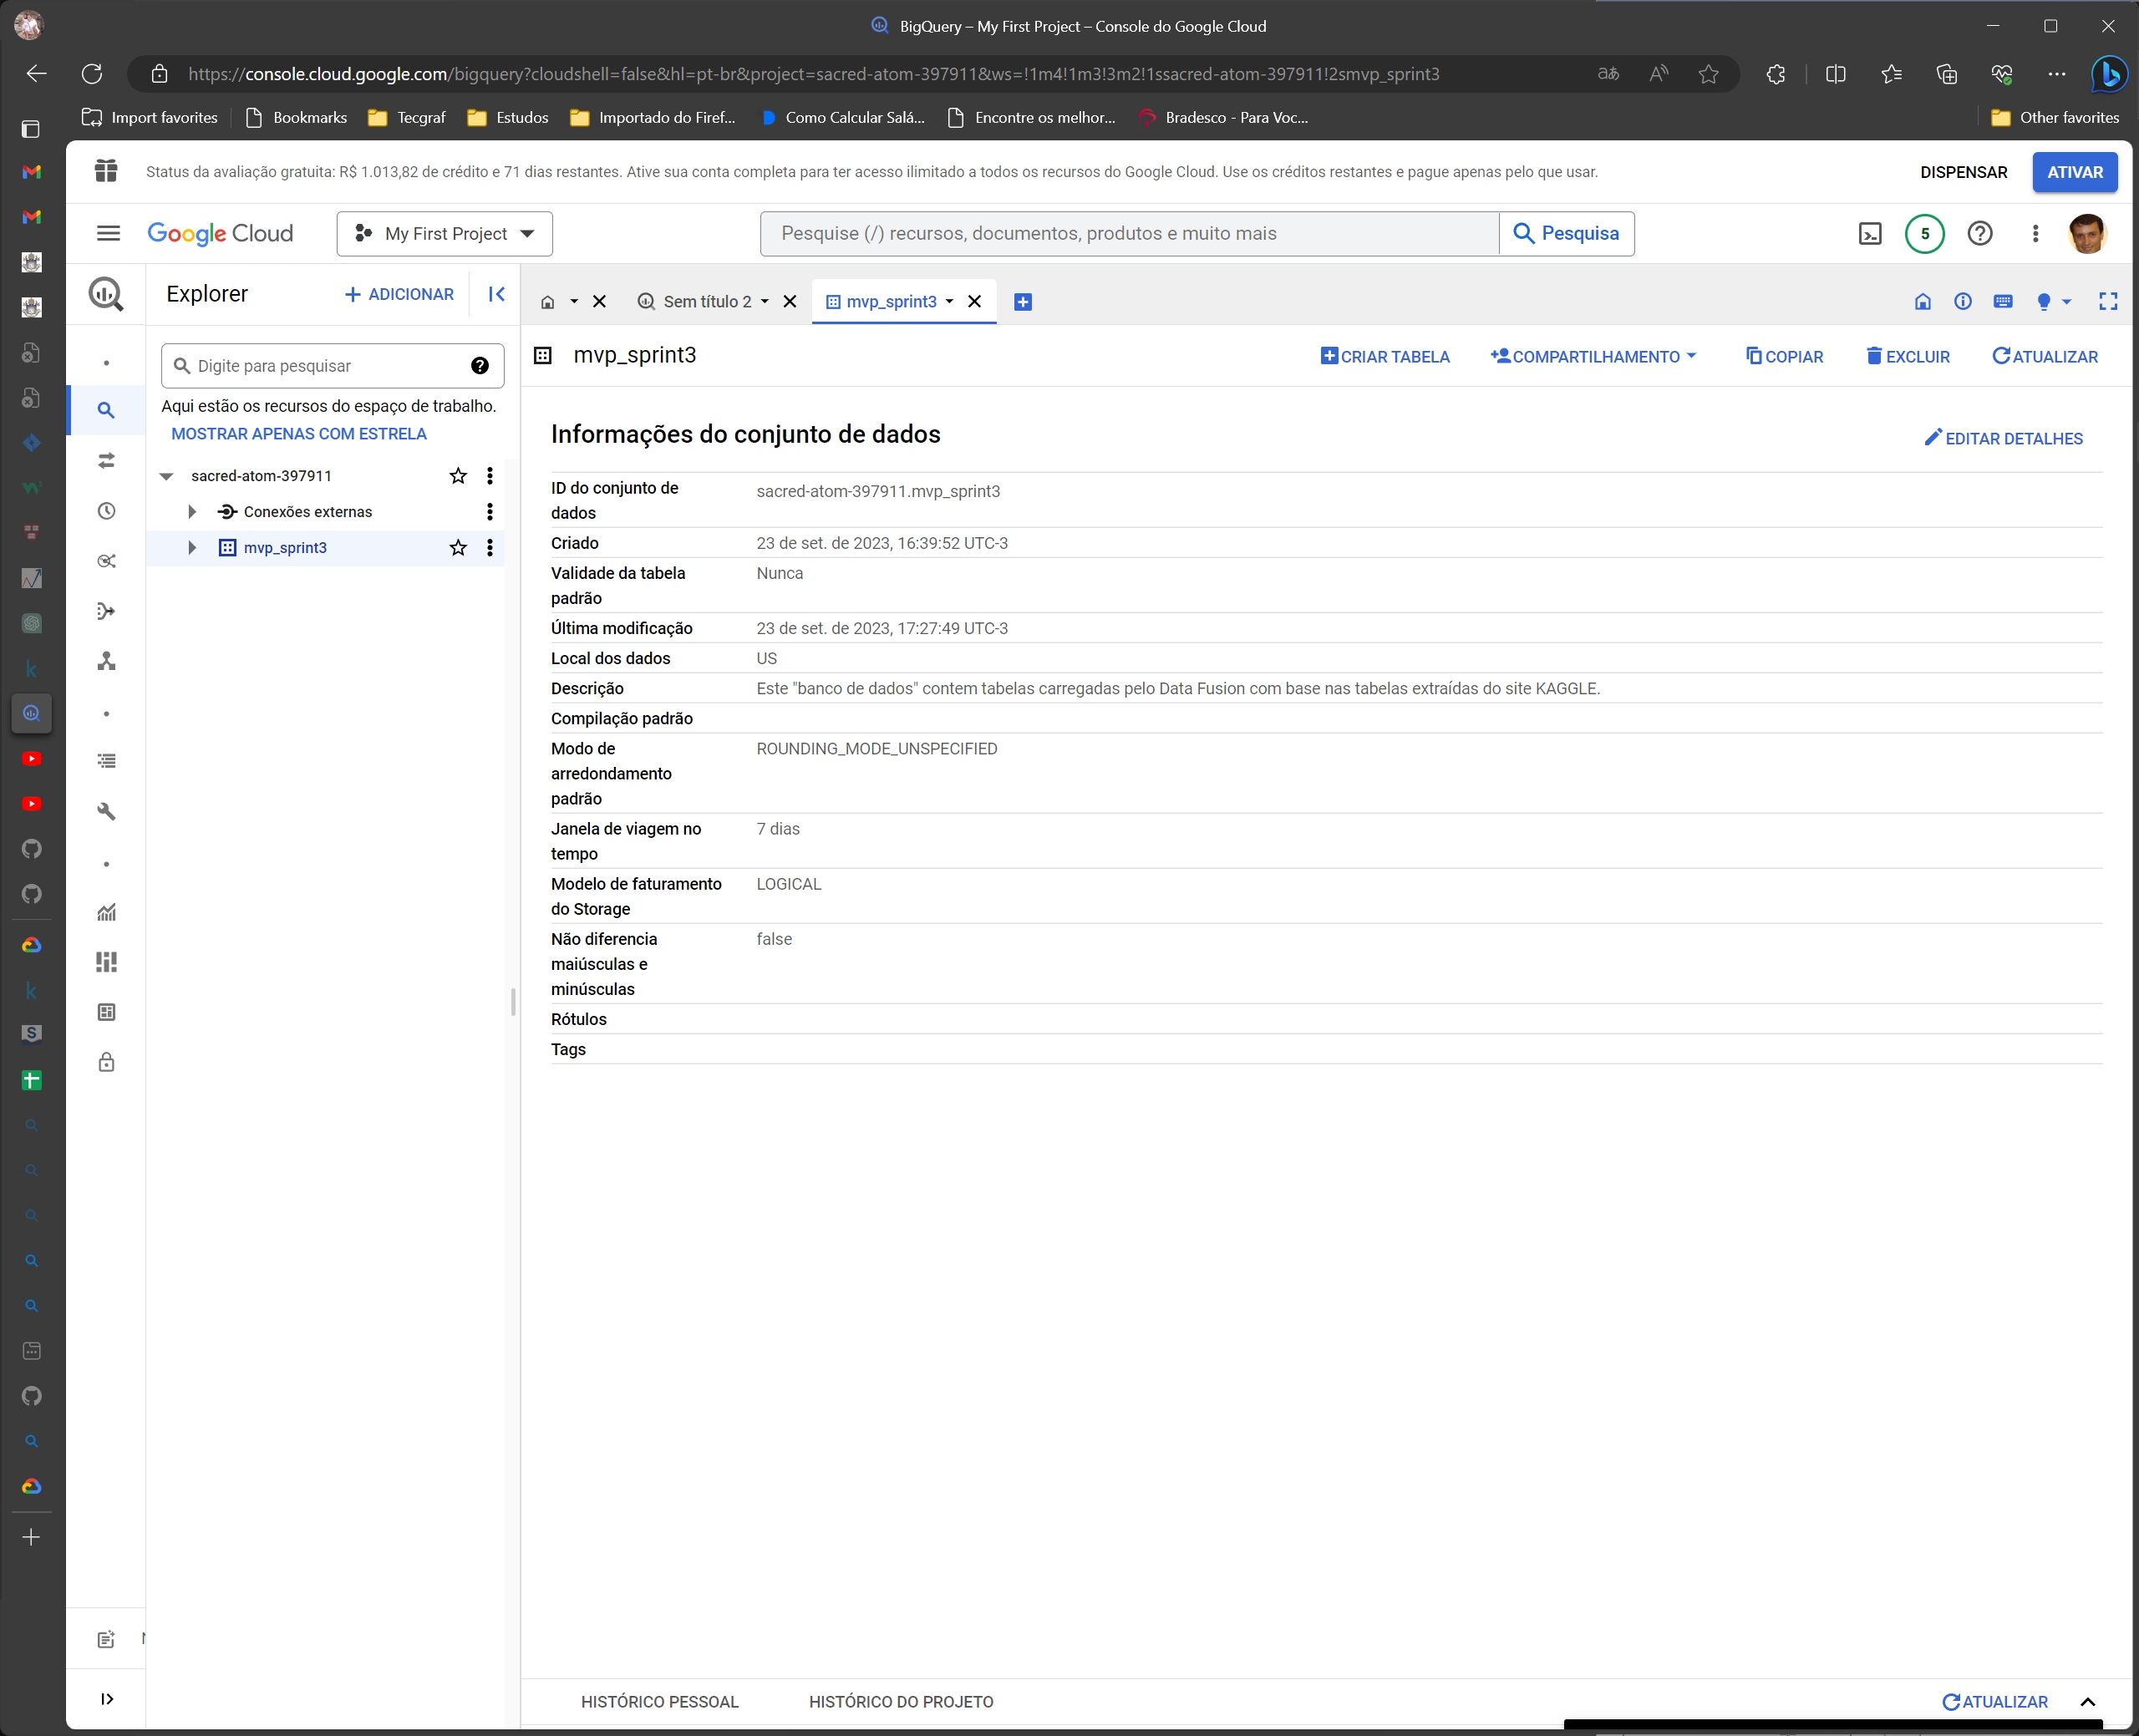 BigQuery – My First Project – Console do Google Cloud
https://console.cloud.google.com/bigquery?cloudshell=false&hl=pt-br&project=sacred-atom-397911&ws=!1m4!1m3!3m2!1ssacred-atom-397911!2smvp_sprint3
Import favorites Bookmarks Tecgraf Estudos Importado do Firef... Como Calcular Salá... Encontre os melhor... Bradesco - Para Voc... Other favorites
Status da avaliação gratuita: R$ 1.013,82 de crédito e 71 dias restantes. Ative sua conta completa para ter acesso ilimitado a todos os recursos do Google Cloud. Use os créditos restantes e pague apenas pelo que usar. DISPENSAR ATIVAR
Google Cloud My First Project Pesquise (/) recursos, documentos, produtos e muito mais Pesquisa 5
Explorer + ADICIONAR
Sem título 2 mvp_sprint3
Digite para pesquisar
Aqui estão os recursos do espaço de trabalho.
MOSTRAR APENAS COM ESTRELA
sacred-atom-397911
Conexões externas
mvp_sprint3
mvp_sprint3 CRIAR TABELA COMPARTILHAMENTO COPIAR EXCLUIR ATUALIZAR
Informações do conjunto de dados EDITAR DETALHES
ID do conjunto de sacred-atom-397911.mvp_sprint3
dados
Criado 23 de set. de 2023, 16:39:52 UTC-3
Validade da tabela Nunca
padrão
Última modificação 23 de set. de 2023, 17:27:49 UTC-3
Local dos dados US
Descrição Este "banco de dados" contem tabelas carregadas pelo Data Fusion com base nas tabelas extraídas do site KAGGLE.
Compilação padrão
Modo de ROUNDING_MODE_UNSPECIFIED
arredondamento
padrão
Janela de viagem no 7 dias
tempo
Modelo de faturamento LOGICAL
do Storage
Não diferencia false
maiúsculas e
minúsculas
Rótulos
Tags
HISTÓRICO PESSOAL HISTÓRICO DO PROJETO ATUALIZAR